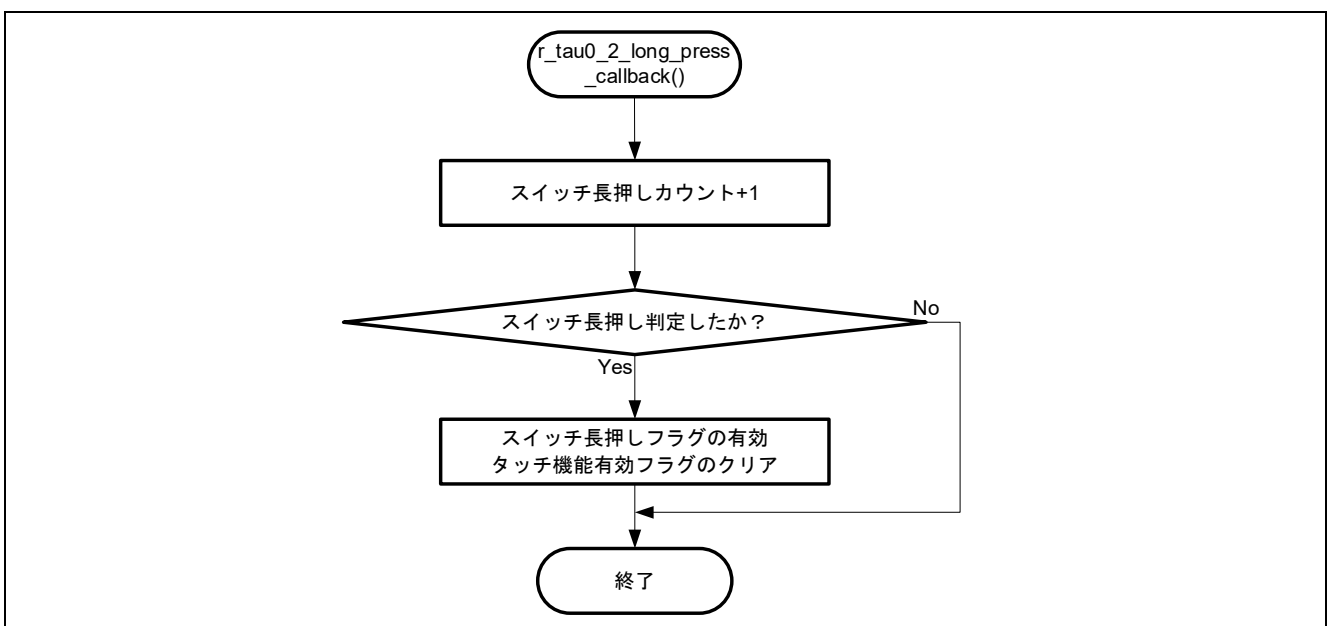 r_tau0_2_long_press
_callback()
スイッチ長押しカウント+1
スイッチ長押し判定したか？
No
Yes
スイッチ長押しフラグの有効
タッチ機能有効フラグのクリア
終了